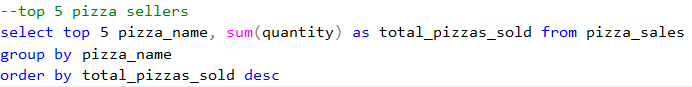 --top 5 pizza sellers
select top 5 pizza_name, sum(quantity) as total_pizzas_sold from pizza_sales
group by pizza_name
order by total_pizzas_sold desc